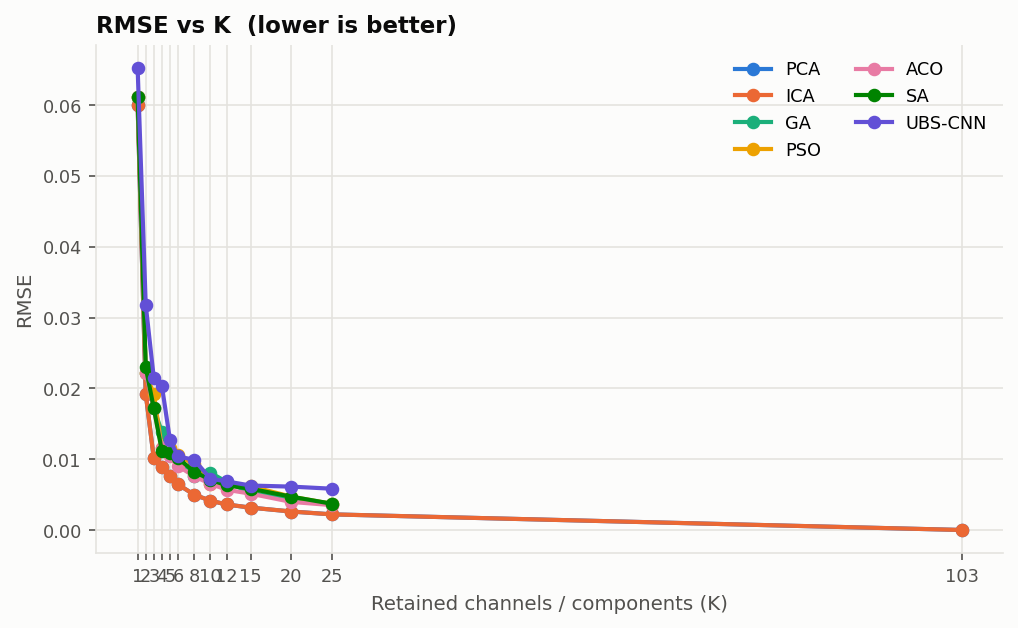 RMSE vs K  (lower is better)
PCA
ICA
GA
PSO
ACO
SA
UBS-CNN
0.06
0.05
0.04
0.03
0.02
0.01
0.00
RMSE
1 2 3 4 5 6 8 10 12 15 20 25 103
Retained channels / components (K)